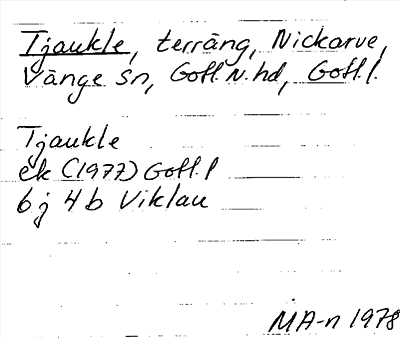 Tjaukle, terräng, Nickarve,
Vänge sn, Gotl. N. hd, Gotl. l.
Tjaukle
ek (1977) Gotl. l
6j 4b Viklau
MA-n 1978